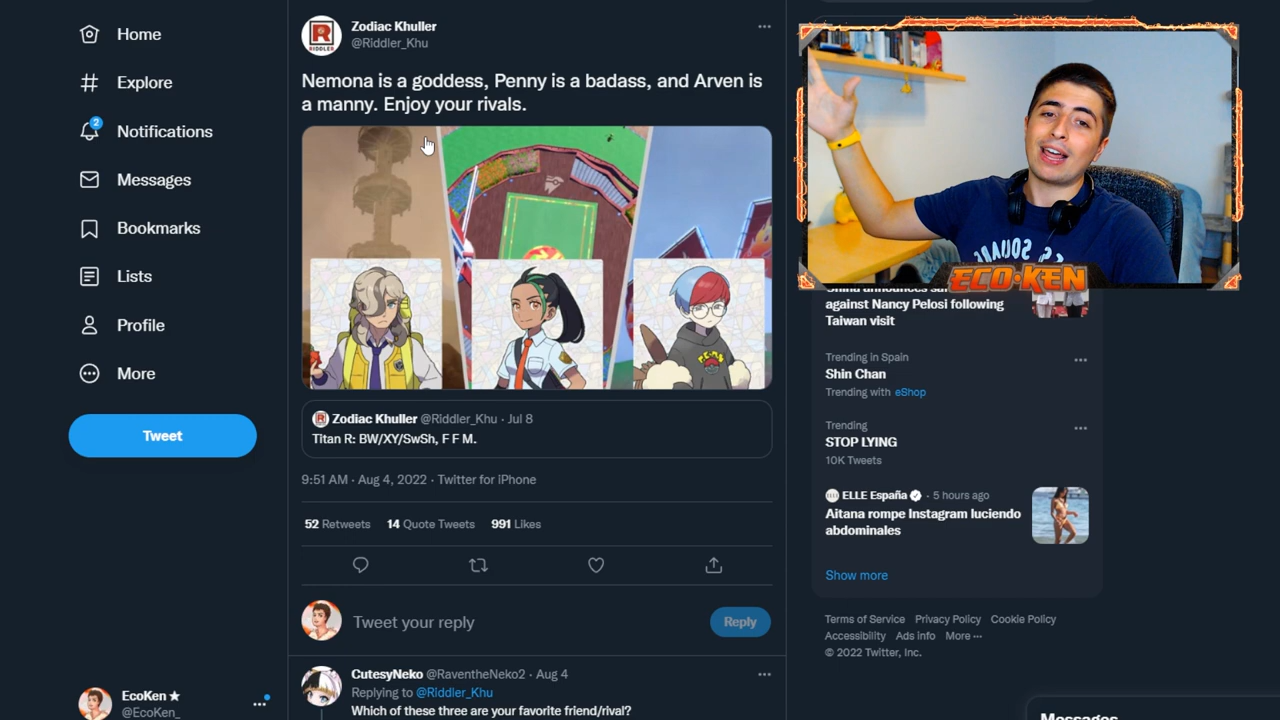 Home
Explore
2
Notifications
Messages
Bookmarks
Lists
Profile
More
Tweet
EcoKen ★
@EcoKen_
R
RIDDLER
Zodiac Khuller
@Riddler_Khu
Nemona is a goddess, Penny is a badass, and Arven is
a manny. Enjoy your rivals.
Zodiac Khuller @Riddler_Khu · Jul 8
Titan R: BW/XY/SwSh, F F M.
9:51 AM · Aug 4, 2022 · Twitter for iPhone
52 Retweets 14 Quote Tweets 991 Likes
Tweet your reply
Reply
CutesyNeko @RaventheNeko2 · Aug 4
Replying to @Riddler_Khu
Which of these three are your favorite friend/rival?
SQUARE
ECO·KEN
China announces
against Nancy Pelosi following
Taiwan visit
Trending in Spain
Shin Chan
Trending with eShop
Trending
STOP LYING
10K Tweets
ELLE España · 5 hours ago
Aitana rompe Instagram luciendo
abdominales
Show more
Terms of Service Privacy Policy Cookie Policy
Accessibility Ads info More ···
© 2022 Twitter, Inc.
Messages